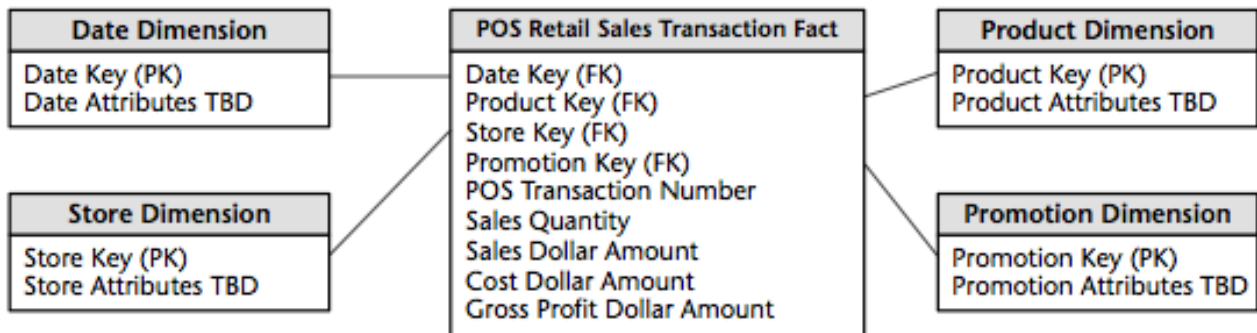 Date Dimension
Date Key (PK)
Date Attributes TBD
Store Dimension
Store Key (PK)
Store Attributes TBD
POS Retail Sales Transaction Fact
Date Key (FK)
Product Key (FK)
Store Key (FK)
Promotion Key (FK)
POS Transaction Number
Sales Quantity
Sales Dollar Amount
Cost Dollar Amount
Gross Profit Dollar Amount
Product Dimension
Product Key (PK)
Product Attributes TBD
Promotion Dimension
Promotion Key (PK)
Promotion Attributes TBD